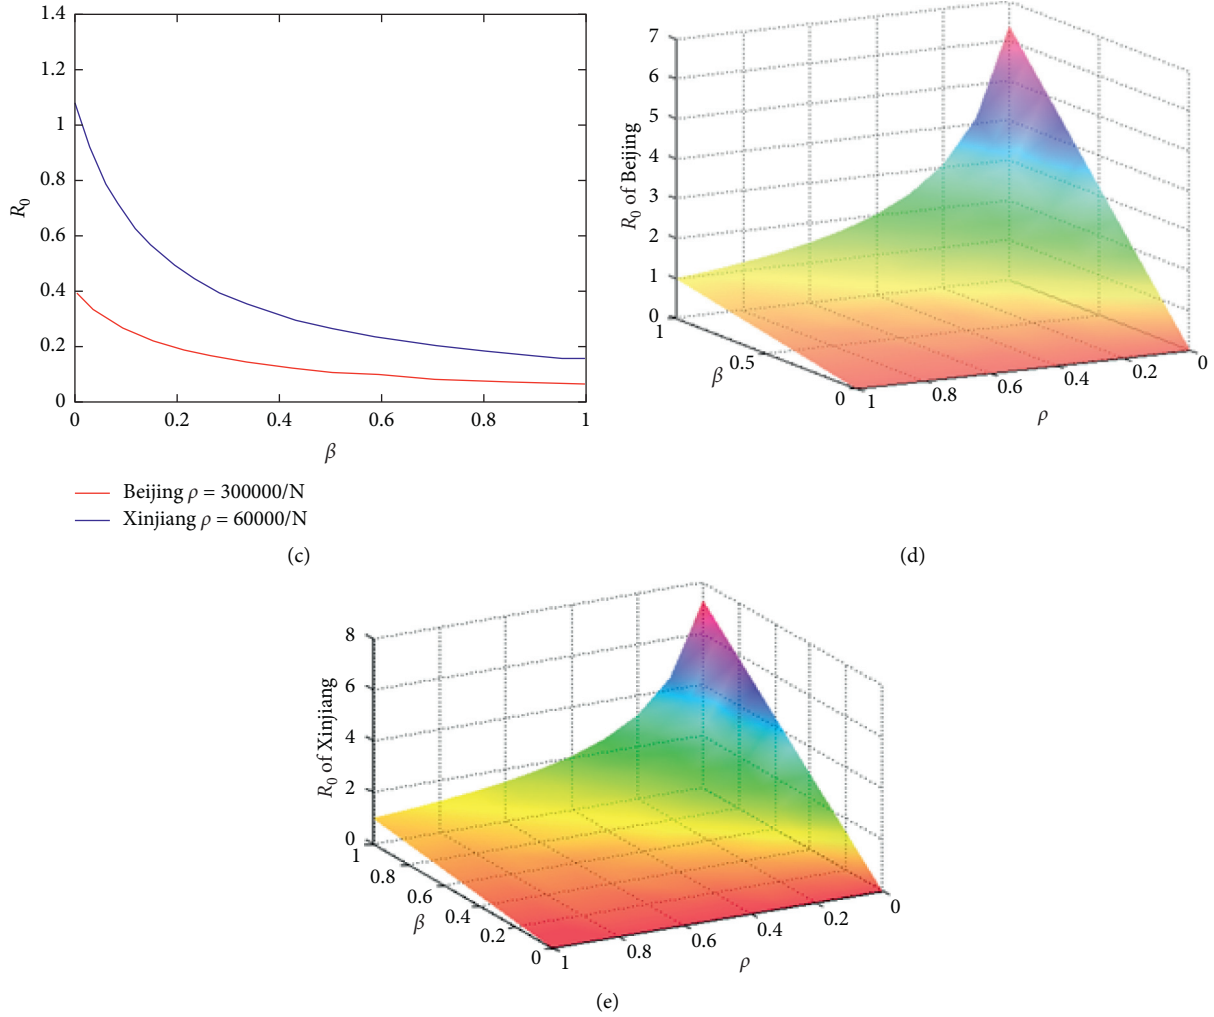 1.4
1.2
1
0.8
0.6
0.4
0.2
0
R0
0 0.2 0.4 0.6 0.8 1
β
Beijing ρ = 300000/N
Xinjiang ρ = 60000/N
(c)
7
6
5
4
3
2
1
0
R0 of Beijing
1
0.5
0
β
1 0.8 0.6 0.4 0.2 0
ρ
(d)
8
6
4
2
0
R0 of Xinjiang
1
0.8
0.6
0.4
0.2
0
β
1 0.8 0.6 0.4 0.2 0
ρ
(e)